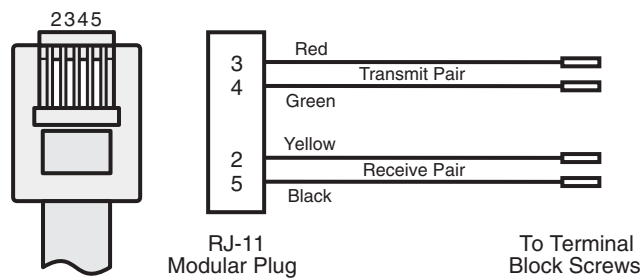 2345
3
Red
Transmit Pair
4
Green
Yellow
2
Receive Pair
5
Black
RJ-11
Modular Plug
To Terminal
Block Screws